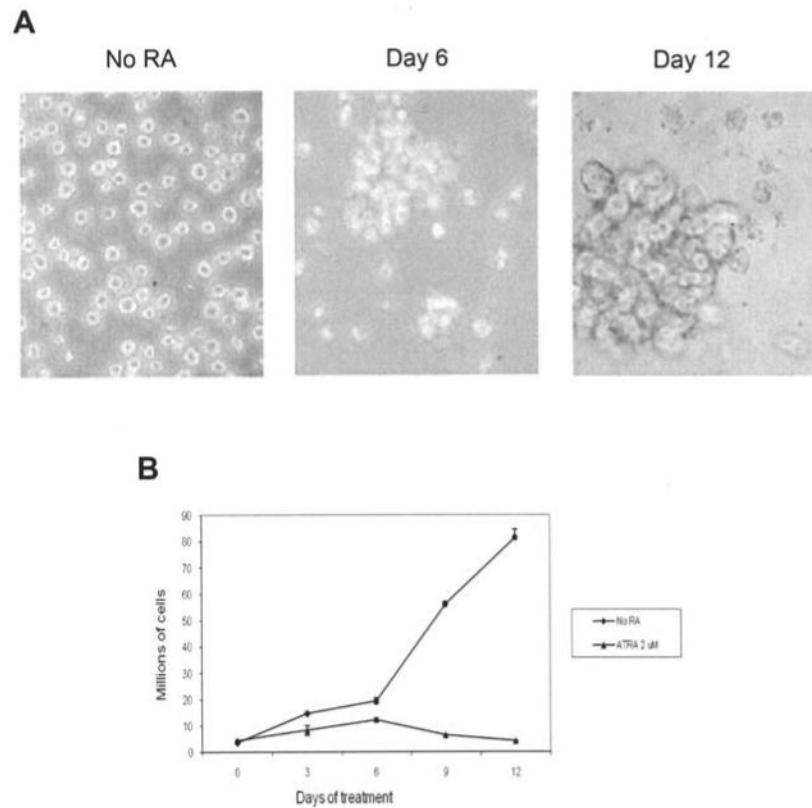 A
No RA
Day 6
Day 12
B
90
80
70
60
50
40
30
20
10
0
Millions of cells
0 3 6 9 12
Days of treatment
No RA
ATRA 2 uM